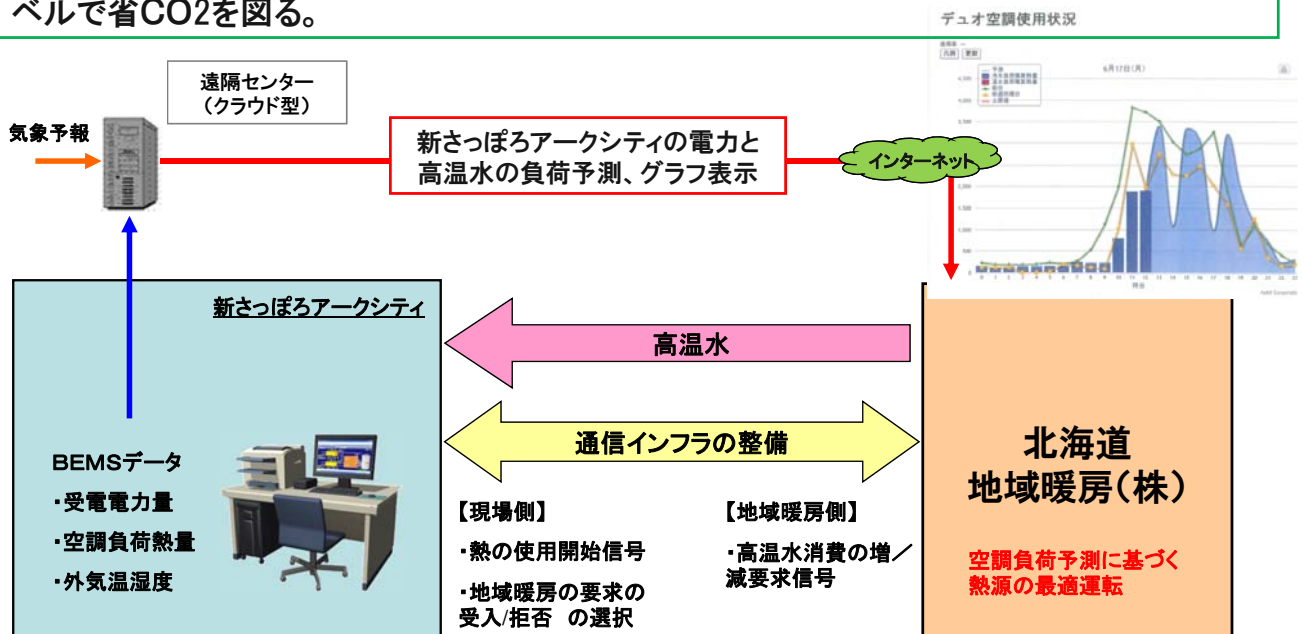 ベルで省CO2を図る。
デュオ空調使用状況
6月17日(月)
遠隔センター
（クラウド型）
気象予報
新さっぽろアークシティの電力と
高温水の負荷予測、グラフ表示
インターネット
新さっぽろアークシティ
高温水
通信インフラの整備
BEMSデータ
・受電電力量
・空調負荷熱量
・外気温湿度
【現場側】
・熱の使用開始信号
・地域暖房の要求の
受入/拒否 の選択
【地域暖房側】
・高温水消費の増／
減要求信号
北海道
地域暖房（株）
空調負荷予測に基づく
熱源の最適運転